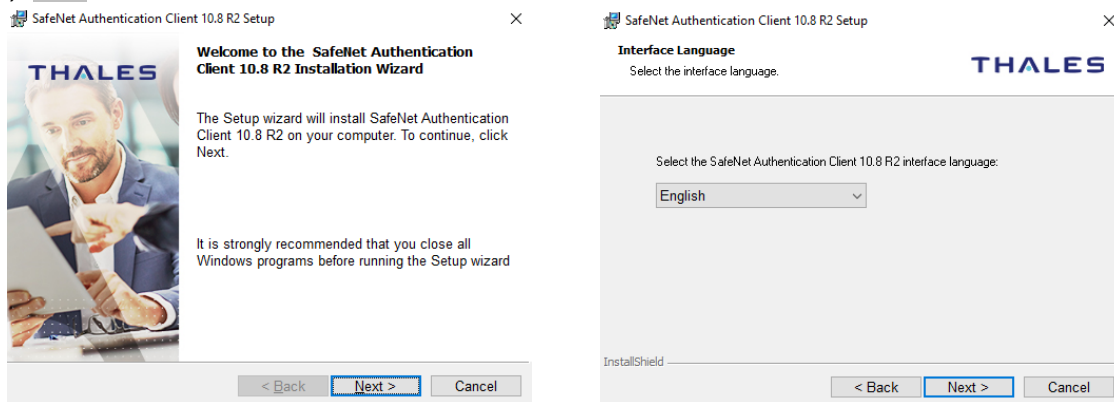 SafeNet Authentication Client 10.8 R2 Setup
THALES
Welcome to the SafeNet Authentication
Client 10.8 R2 Installation Wizard
The Setup wizard will install SafeNet Authentication
Client 10.8 R2 on your computer. To continue, click
Next.
It is strongly recommended that you close all
Windows programs before running the Setup wizard
< Back
Next >
Cancel
SafeNet Authentication Client 10.8 R2 Setup
Interface Language
Select the interface language.
THALES
Select the SafeNet Authentication Client 10.8 R2 interface language:
English
InstallShield
< Back
Next >
Cancel